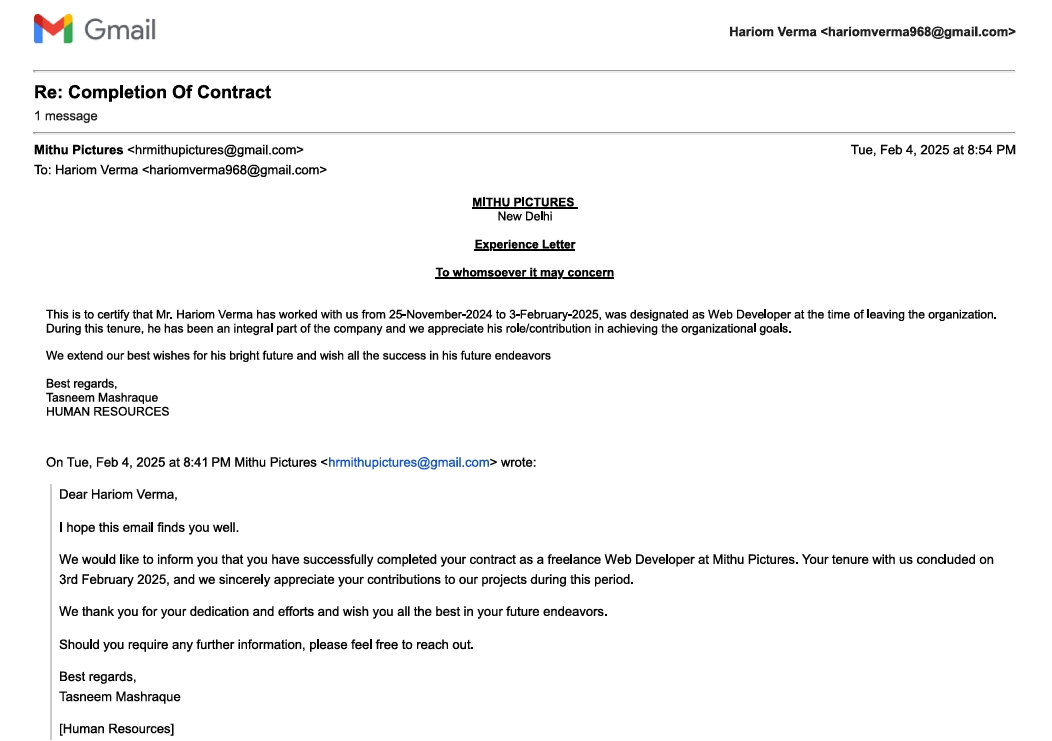 Gmail
Hariom Verma <hariomverma968@gmail.com>
Re: Completion Of Contract
1 message
Mithu Pictures <hrmithupictures@gmail.com>
Tue, Feb 4, 2025 at 8:54 PM
To: Hariom Verma <hariomverma968@gmail.com>
MITHU PICTURES
New Delhi
Experience Letter
To whomsoever it may concern
This is to certify that Mr. Hariom Verma has worked with us from 25-November-2024 to 3-February-2025, was designated as Web Developer at the time of leaving the organization.
During this tenure, he has been an integral part of the company and we appreciate his role/contribution in achieving the organizational goals.
We extend our best wishes for his bright future and wish all the success in his future endeavors
Best regards,
Tasneem Mashraque
HUMAN RESOURCES
On Tue, Feb 4, 2025 at 8:41 PM Mithu Pictures <hrmithupictures@gmail.com> wrote:
Dear Hariom Verma,
I hope this email finds you well.
We would like to inform you that you have successfully completed your contract as a freelance Web Developer at Mithu Pictures. Your tenure with us concluded on
3rd February 2025, and we sincerely appreciate your contributions to our projects during this period.
We thank you for your dedication and efforts and wish you all the best in your future endeavors.
Should you require any further information, please feel free to reach out.
Best regards,
Tasneem Mashraque
[Human Resources]